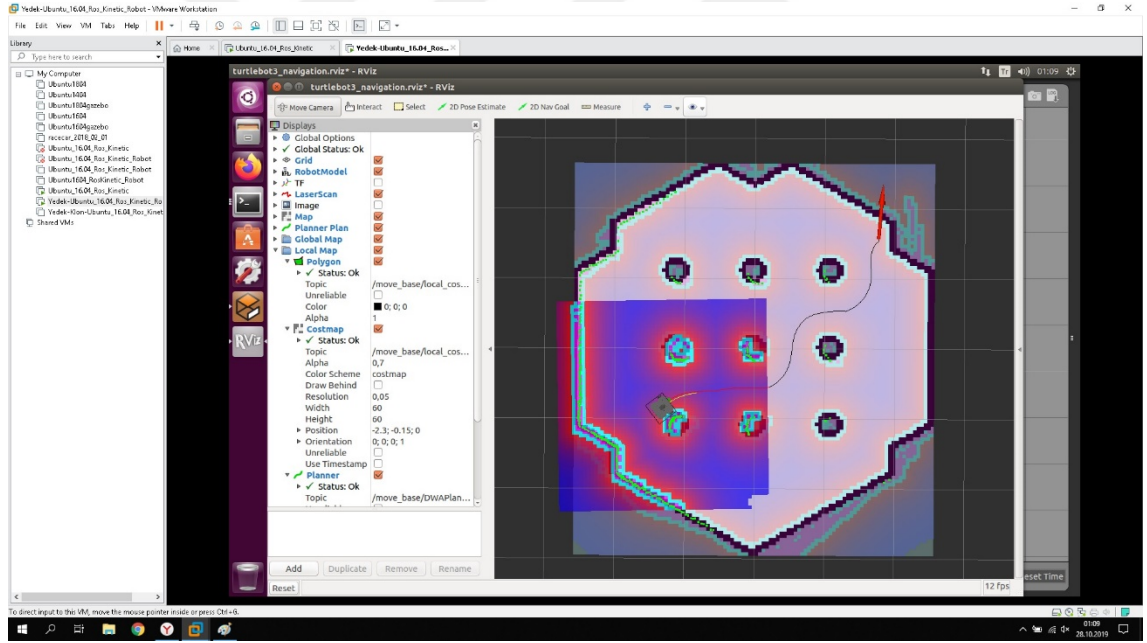 Yedek-Ubuntu_16.04_Ros_Kinetic_Robot - VMware Workstation
File Edit View VM Tabs Help
Library
Home
Ubuntu_16.04_Ros_Kinetic
Yedek-Ubuntu_16.04_Ros...
Type here to search
My Computer
Ubuntu1804
Ubuntu1804
Ubuntu1804gazebo
Ubuntu1604
Ubuntu1604gazebo
racecar_2018_02_01
Ubuntu_16.04_Ros_Kinetic
Ubuntu_16.04_Ros_Kinetic_Robot
Ubuntu_16.04_Ros_Kinetic_Robot
Ubuntu1604_RosKinetic_Robot
Ubuntu_16.04_Ros_Kinetic
Yedek-Ubuntu_16.04_Ros_Kinetic_Ro
Yedek-Klon-Ubuntu_16.04_Ros_Kinet
Shared VMs
turtlebot3_navigation.rviz* - RViz
Tr
01:09
turtlebot3_navigation.rviz* - RViz
Move Camera Interact Select 2D Pose Estimate 2D Nav Goal Measure
Displays
Global Options
Global Status: Ok
Grid
RobotModel
TF
LaserScan
Image
Map
Planner Plan
Global Map
Local Map
Polygon
Status: Ok
Topic /move_base/local_cos...
Unreliable
Color 0; 0; 0
Alpha 1
Costmap
Status: Ok
Topic /move_base/local_cos...
Alpha 0,7
Color Scheme costmap
Draw Behind
Resolution 0,05
Width 60
Height 60
Position -2.3; -0.15; 0
Orientation 0; 0; 0; 1
Unreliable
Use Timestamp
Planner
Status: Ok
Topic /move_base/DWAPlan...
RViz
Add Duplicate Remove Rename
Reset
12 fps
eset Time
To direct input to this VM, move the mouse pointer inside or press Ctrl+G.
01:09
28.10.2019